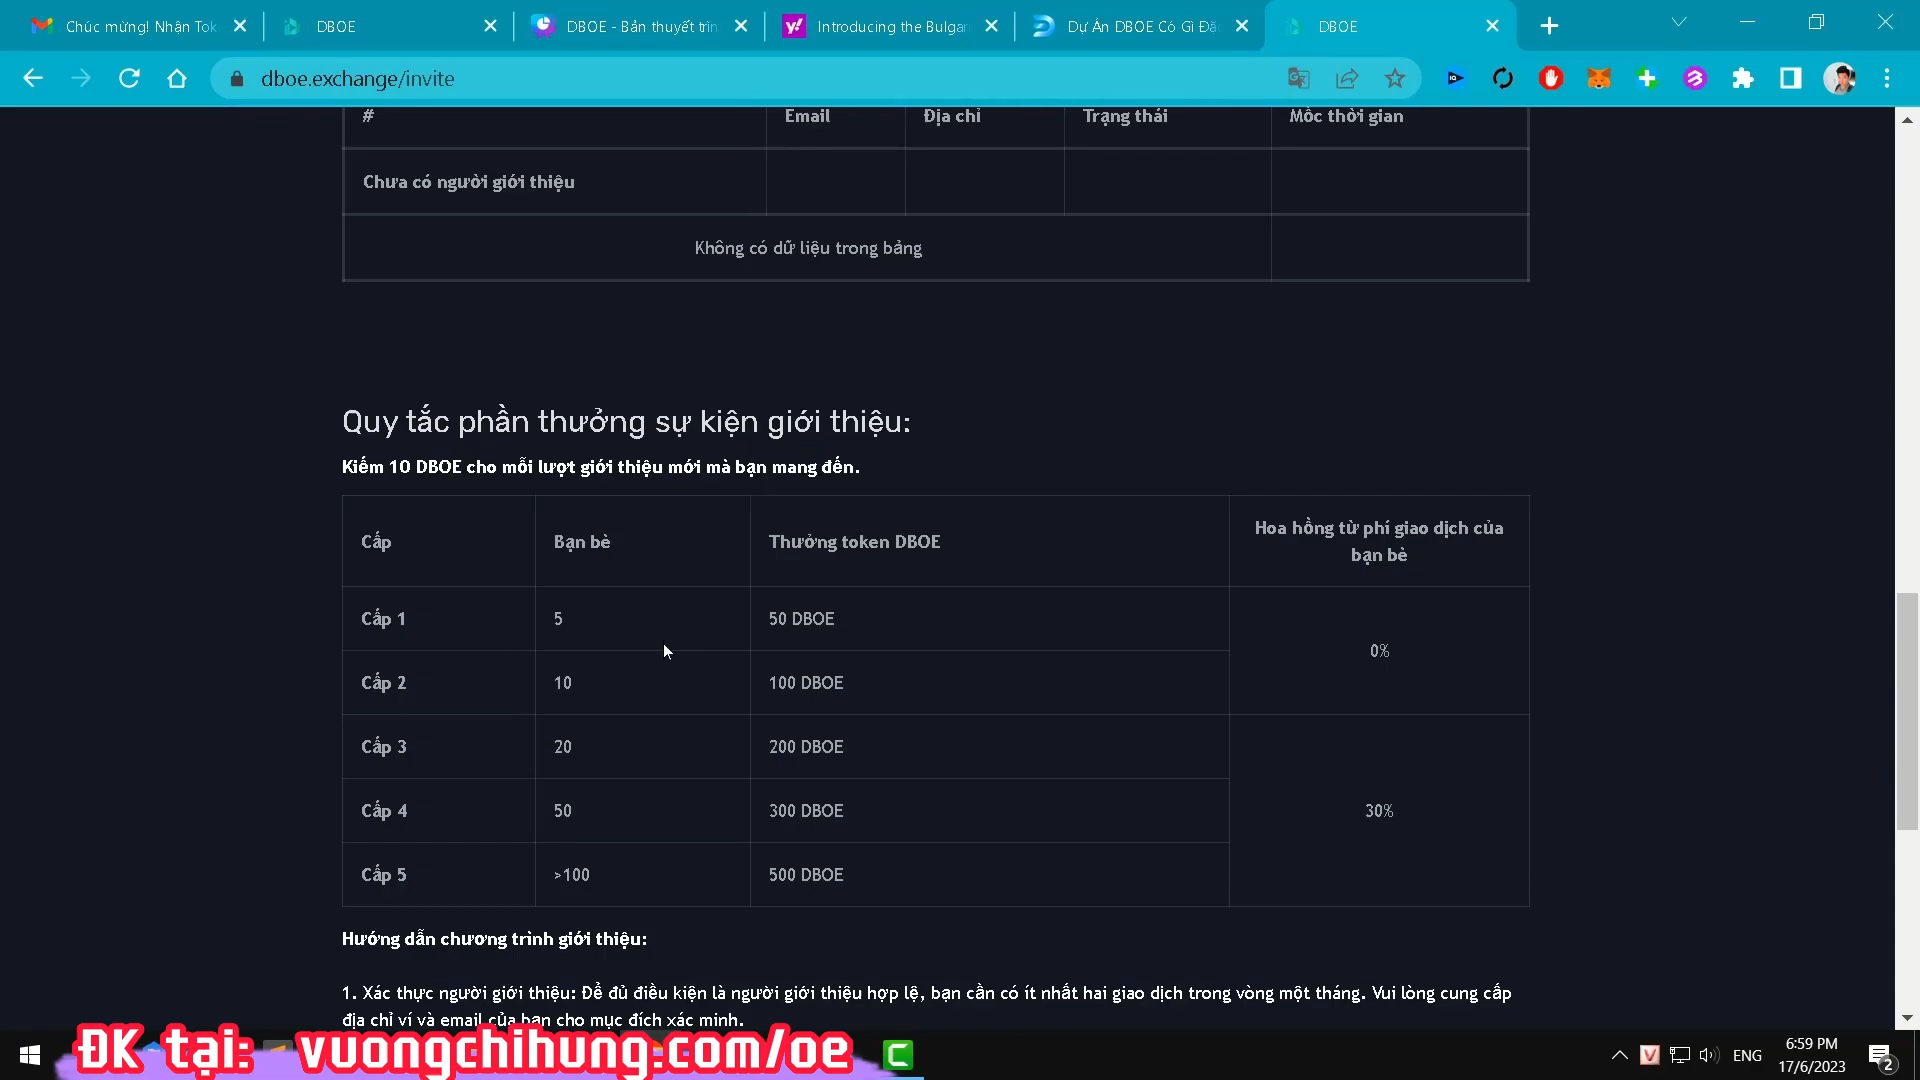 Chúc mừng! Nhận Tok
DBOE
DBOE - Bản thuyết trìn
Introducing the Bulgar
Dự Án DBOE Có Gì Đặc
DBOE
dboe.exchange/invite
# Email Địa chỉ Trạng thái Mốc thời gian
Chưa có người giới thiệu
Không có dữ liệu trong bảng
Quy tắc phần thưởng sự kiện giới thiệu:
Kiếm 10 DBOE cho mỗi lượt giới thiệu mới mà bạn mang đến.
Cấp Bạn bè Thưởng token DBOE Hoa hồng từ phí giao dịch của
bạn bè
Cấp 1 5 50 DBOE
0%
Cấp 2 10 100 DBOE
Cấp 3 20 200 DBOE
Cấp 4 50 300 DBOE 30%
Cấp 5 >100 500 DBOE
Hướng dẫn chương trình giới thiệu:
1. Xác thực người giới thiệu: Để đủ điều kiện là người giới thiệu hợp lệ, bạn cần có ít nhất hai giao dịch trong vòng một tháng. Vui lòng cung cấp
địa chỉ ví và email của bạn cho mục đích xác minh.
ĐK tại: vuongchihung.com/oe
ENG
6:59 PM
17/6/2023
2